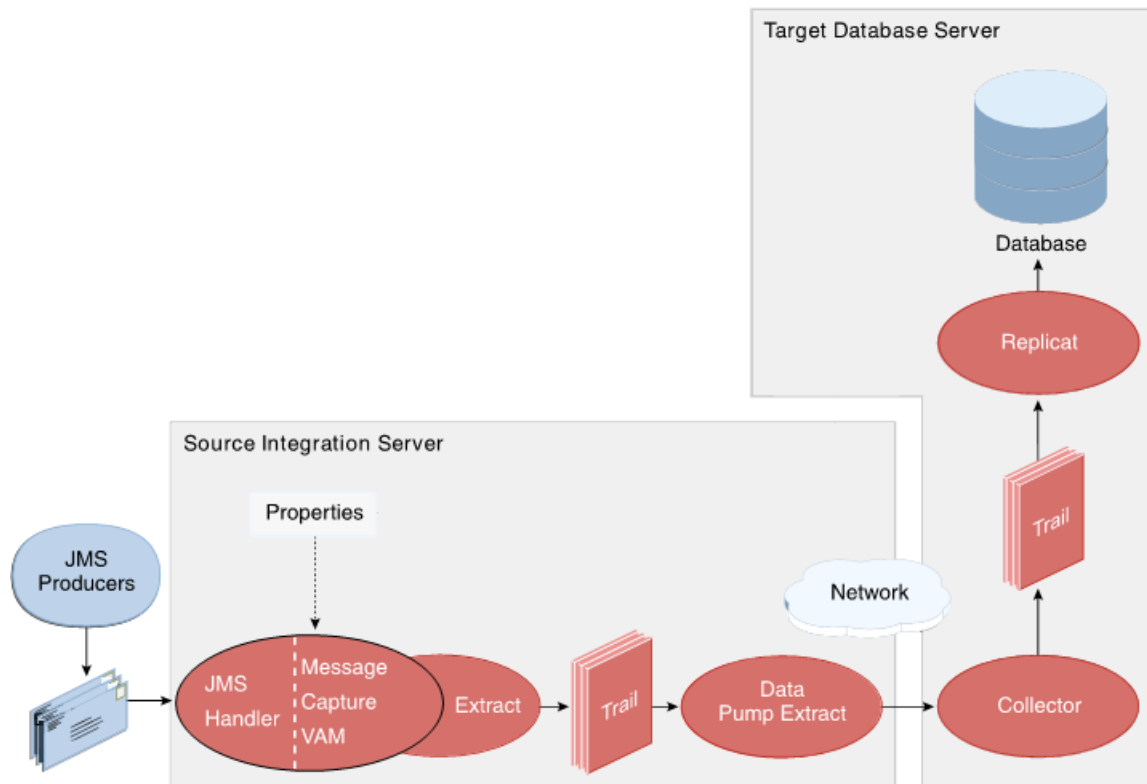 Target Database Server
Database
Replicat
Source Integration Server
Properties
Trail
JMS
Producers
Network
JMS
Handler
Message
Capture
VAM
Extract
Trail
Data
Pump Extract
Collector